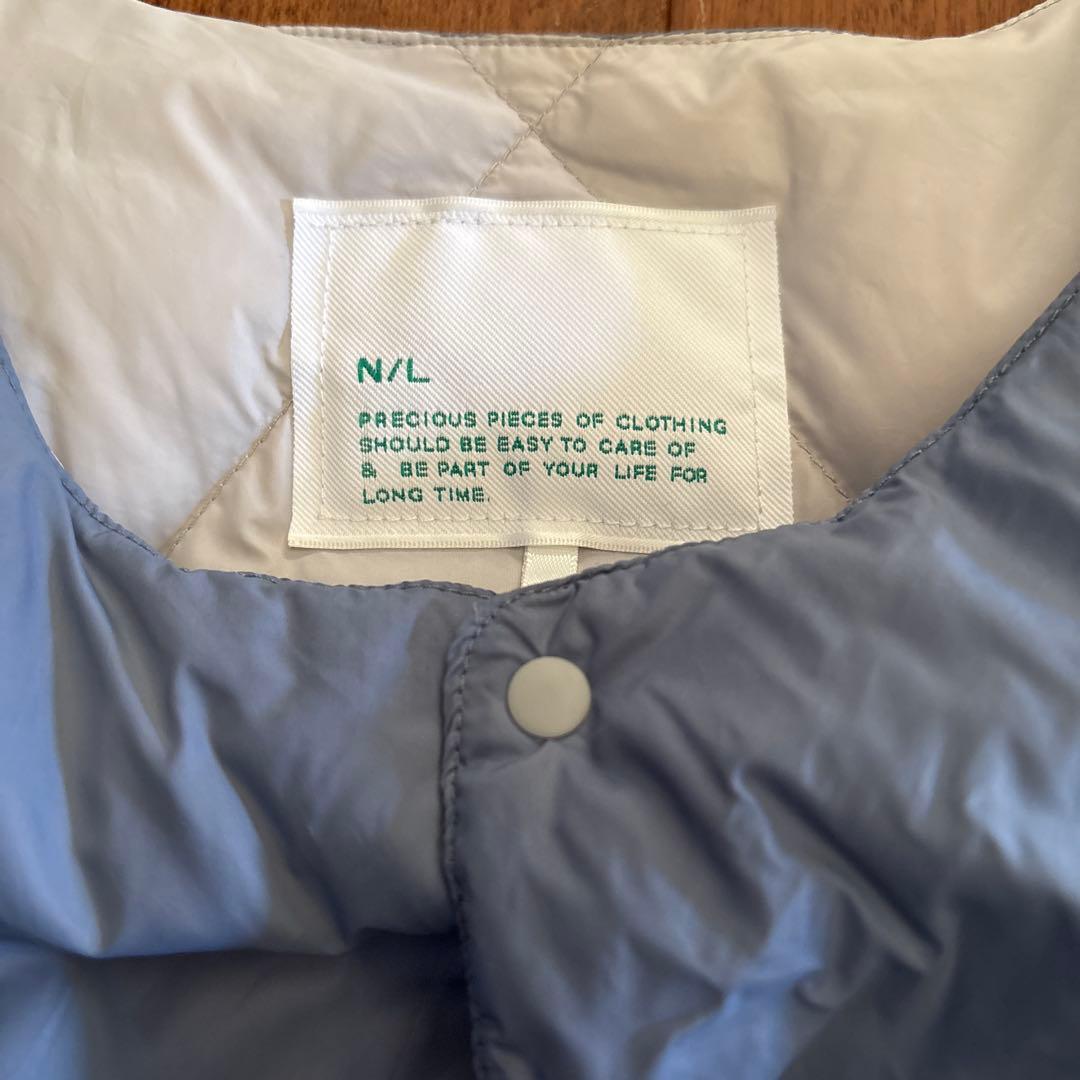 N/L
PRECIOUS PIECES OF CLOTHING
SHOULD BE EASY TO CARE OF
& BE PART OF YOUR LIFE FOR
LONG TIME.